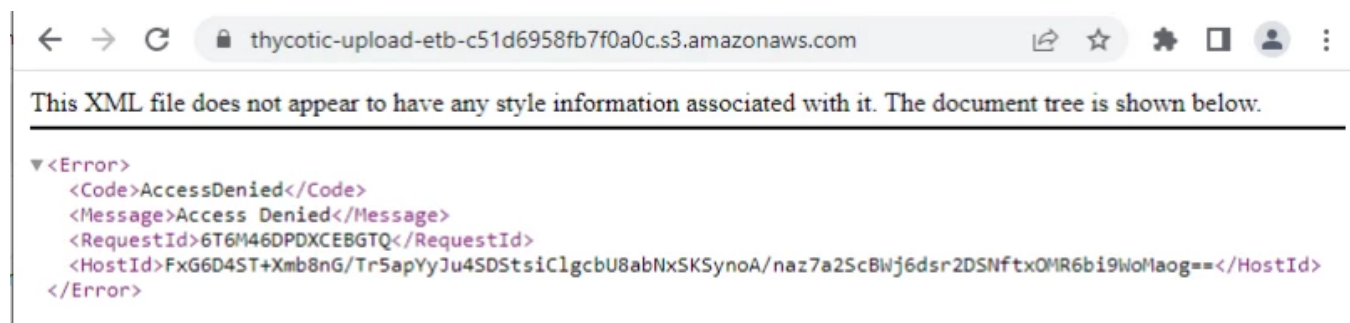 thycotic-upload-etb-c51d6958fb7f0a0c.s3.amazonaws.com
This XML file does not appear to have any style information associated with it. The document tree is shown below.
▼<Error>
<Code>AccessDenied</Code>
<Message>Access Denied</Message>
<RequestId>6T6M46DPDXCEBGTQ</RequestId>
<HostId>FxG6D4ST+Xmb8nG/Tr5apYyJu4SDStsiClgcbU8abNxSKSynoA/naz7a2ScBWj6dsr2DSNftxOMR6bi9WoMaog==</HostId>
</Error>